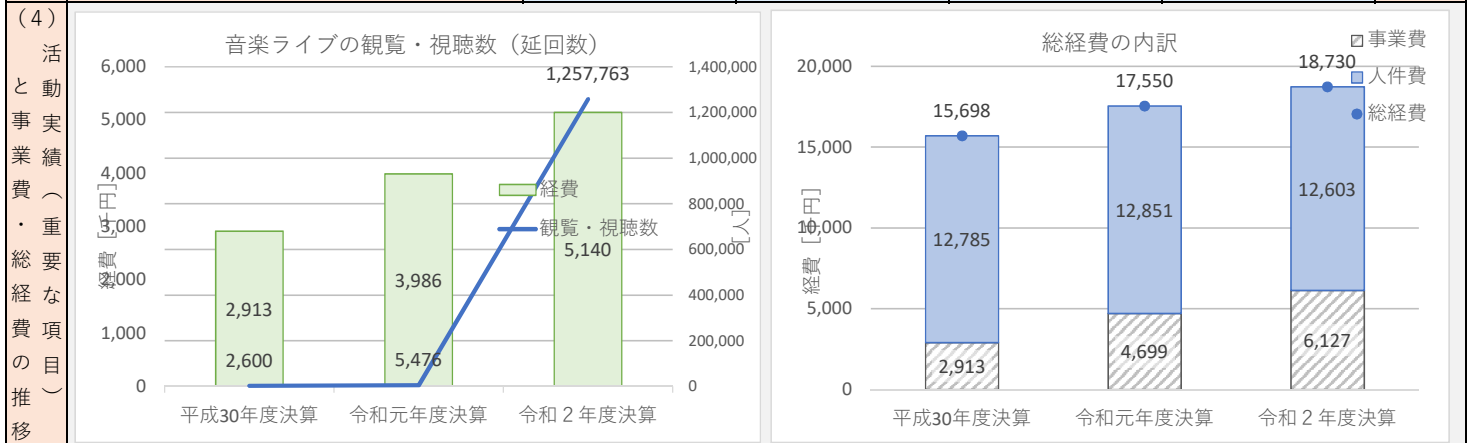 （４）活動実績（重要な項目）
と事業費・総経費の推移
音楽ライブの観覧・視聴数（延回数）
6,000
5,000
4,000
3,000
2,000
1,000
0
経費［千円］
1,400,000
1,200,000
1,000,000
800,000
600,000
400,000
200,000
0
［人］
1,257,763
経費
観覧・視聴数
5,140
3,986
2,913
2,600
5,476
平成30年度決算
令和元年度決算
令和２年度決算
総経費の内訳
事業費
人件費
総経費
20,000
15,000
10,000
5,000
0
経費［千円］
15,698
17,550
18,730
12,785
12,851
12,603
2,913
4,699
6,127
平成30年度決算
令和元年度決算
令和２年度決算